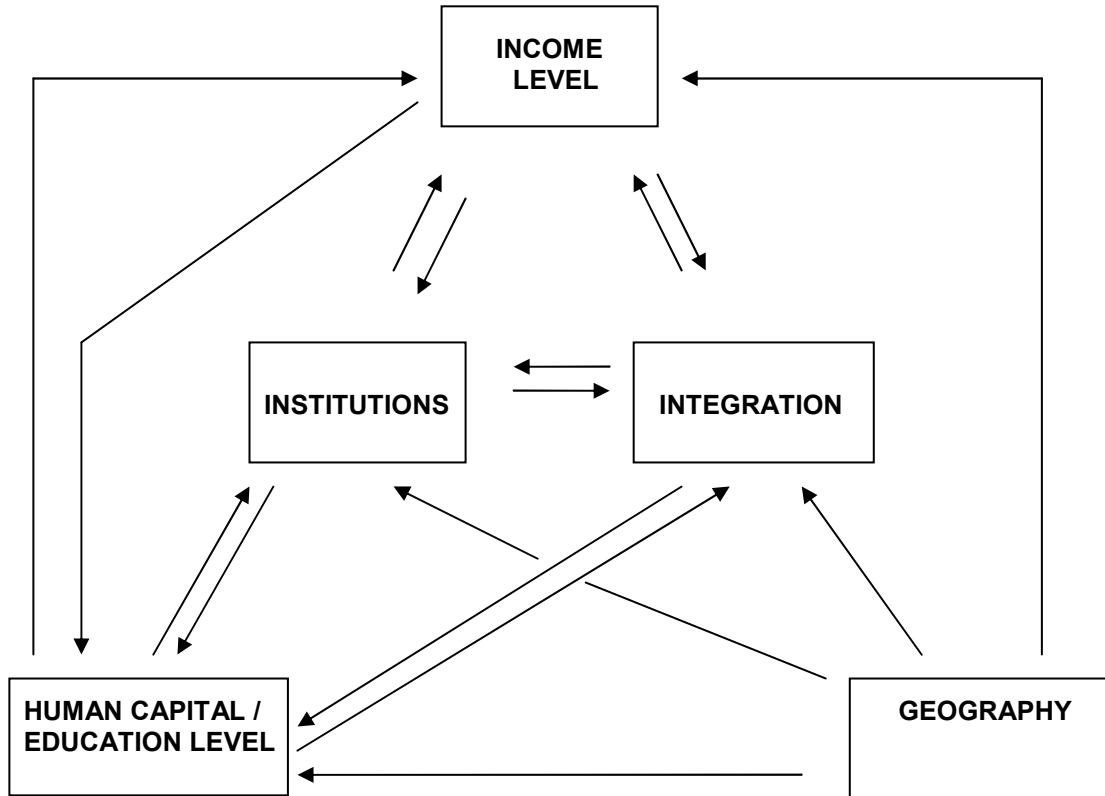 INCOME
LEVEL
INSTITUTIONS
INTEGRATION
HUMAN CAPITAL /
EDUCATION LEVEL
GEOGRAPHY